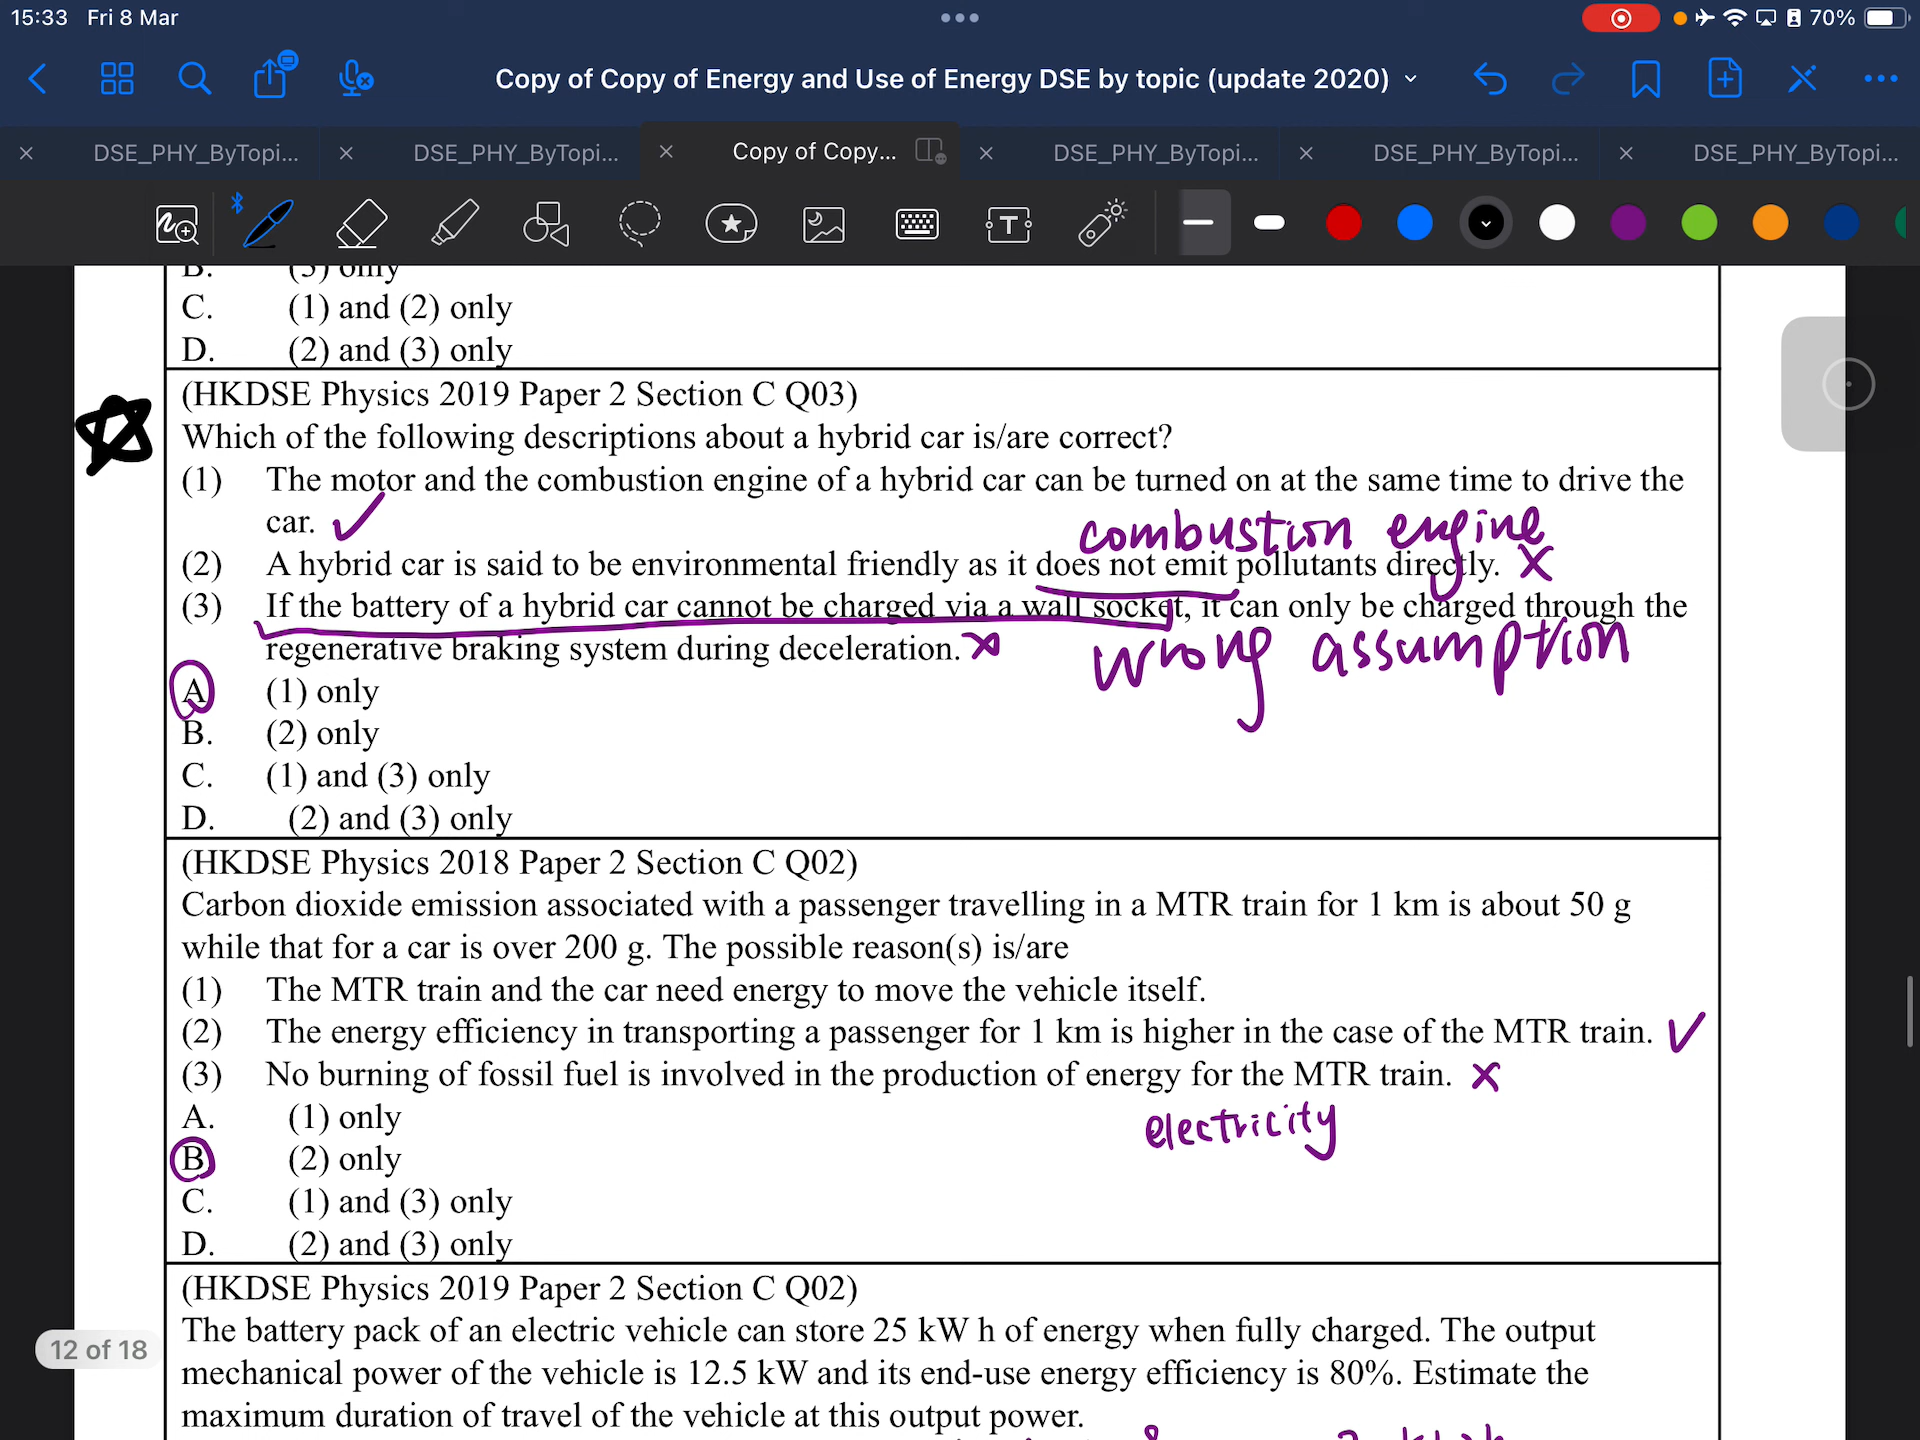 15:33 Fri 8 Mar
70%
Copy of Copy of Energy and Use of Energy DSE by topic (update 2020)
DSE_PHY_ByTopi...
DSE_PHY_ByTopi...
Copy of Copy...
DSE_PHY_ByTopi...
DSE_PHY_ByTopi...
DSE_PHY_ByTopi...
B. (3) only
C. (1) and (2) only
D. (2) and (3) only
(HKDSE Physics 2019 Paper 2 Section C Q03)
Which of the following descriptions about a hybrid car is/are correct?
(1) The motor and the combustion engine of a hybrid car can be turned on at the same time to drive the
car.
combustion engine
(2) A hybrid car is said to be environmental friendly as it does not emit pollutants directly. X
(3) If the battery of a hybrid car cannot be charged via a wall socket, it can only be charged through the
regenerative braking system during deceleration. X
wrong assumption
A (1) only
B. (2) only
C. (1) and (3) only
D. (2) and (3) only
(HKDSE Physics 2018 Paper 2 Section C Q02)
Carbon dioxide emission associated with a passenger travelling in a MTR train for 1 km is about 50 g
while that for a car is over 200 g. The possible reason(s) is/are
(1) The MTR train and the car need energy to move the vehicle itself.
(2) The energy efficiency in transporting a passenger for 1 km is higher in the case of the MTR train.
(3) No burning of fossil fuel is involved in the production of energy for the MTR train. X
electricity
A. (1) only
B. (2) only
C. (1) and (3) only
D. (2) and (3) only
(HKDSE Physics 2019 Paper 2 Section C Q02)
The battery pack of an electric vehicle can store 25 kW h of energy when fully charged. The output
mechanical power of the vehicle is 12.5 kW and its end-use energy efficiency is 80%. Estimate the
maximum duration of travel of the vehicle at this output power.
12 of 18